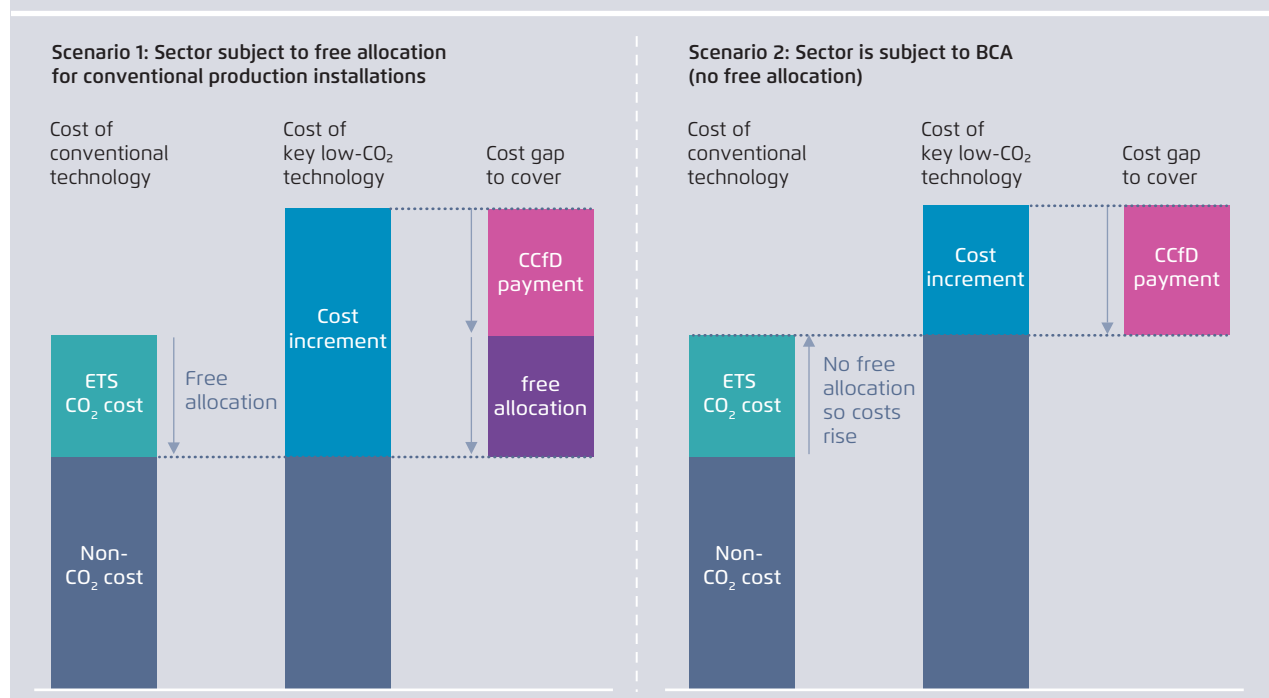 Scenario 1: Sector subject to free allocation
for conventional production installations
Cost of
conventional
technology
Cost of
key low-CO₂
technology
Cost gap
to cover
ETS
CO₂ cost
Free
allocation
Non-
CO₂ cost
Cost
increment
CCfD
payment
free
allocation
Scenario 2: Sector is subject to BCA
(no free allocation)
Cost of
conventional
technology
Cost of
key low-CO₂
technology
Cost gap
to cover
ETS
CO₂ cost
No free
allocation
so costs
rise
Non-
CO₂ cost
Cost
increment
CCfD
payment